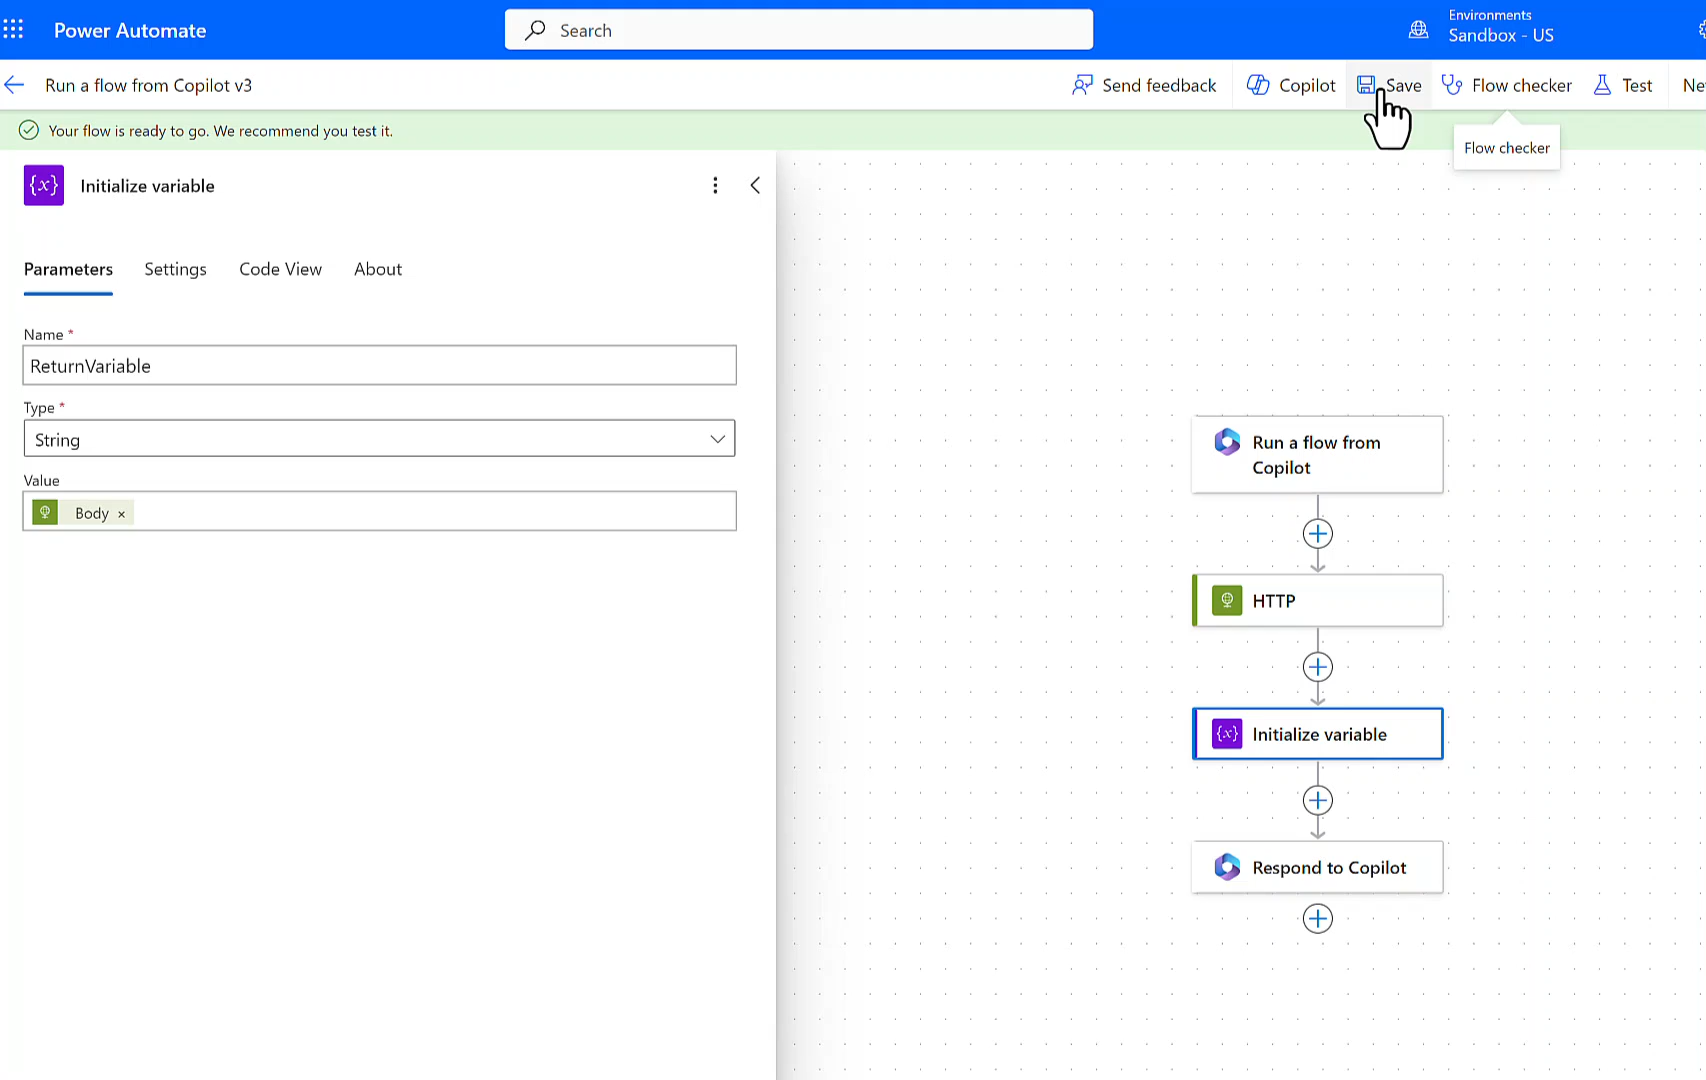 Power Automate
Search
Environments
Sandbox - US
Run a flow from Copilot v3
Send feedback
Copilot
Save
Flow checker
Test
Ne
Your flow is ready to go. We recommend you test it.
Flow checker
{x} Initialize variable
Parameters
Settings
Code View
About
Name *
ReturnVariable
Type *
String
Value
Body ×
Run a flow from
Copilot
HTTP
{x} Initialize variable
Respond to Copilot